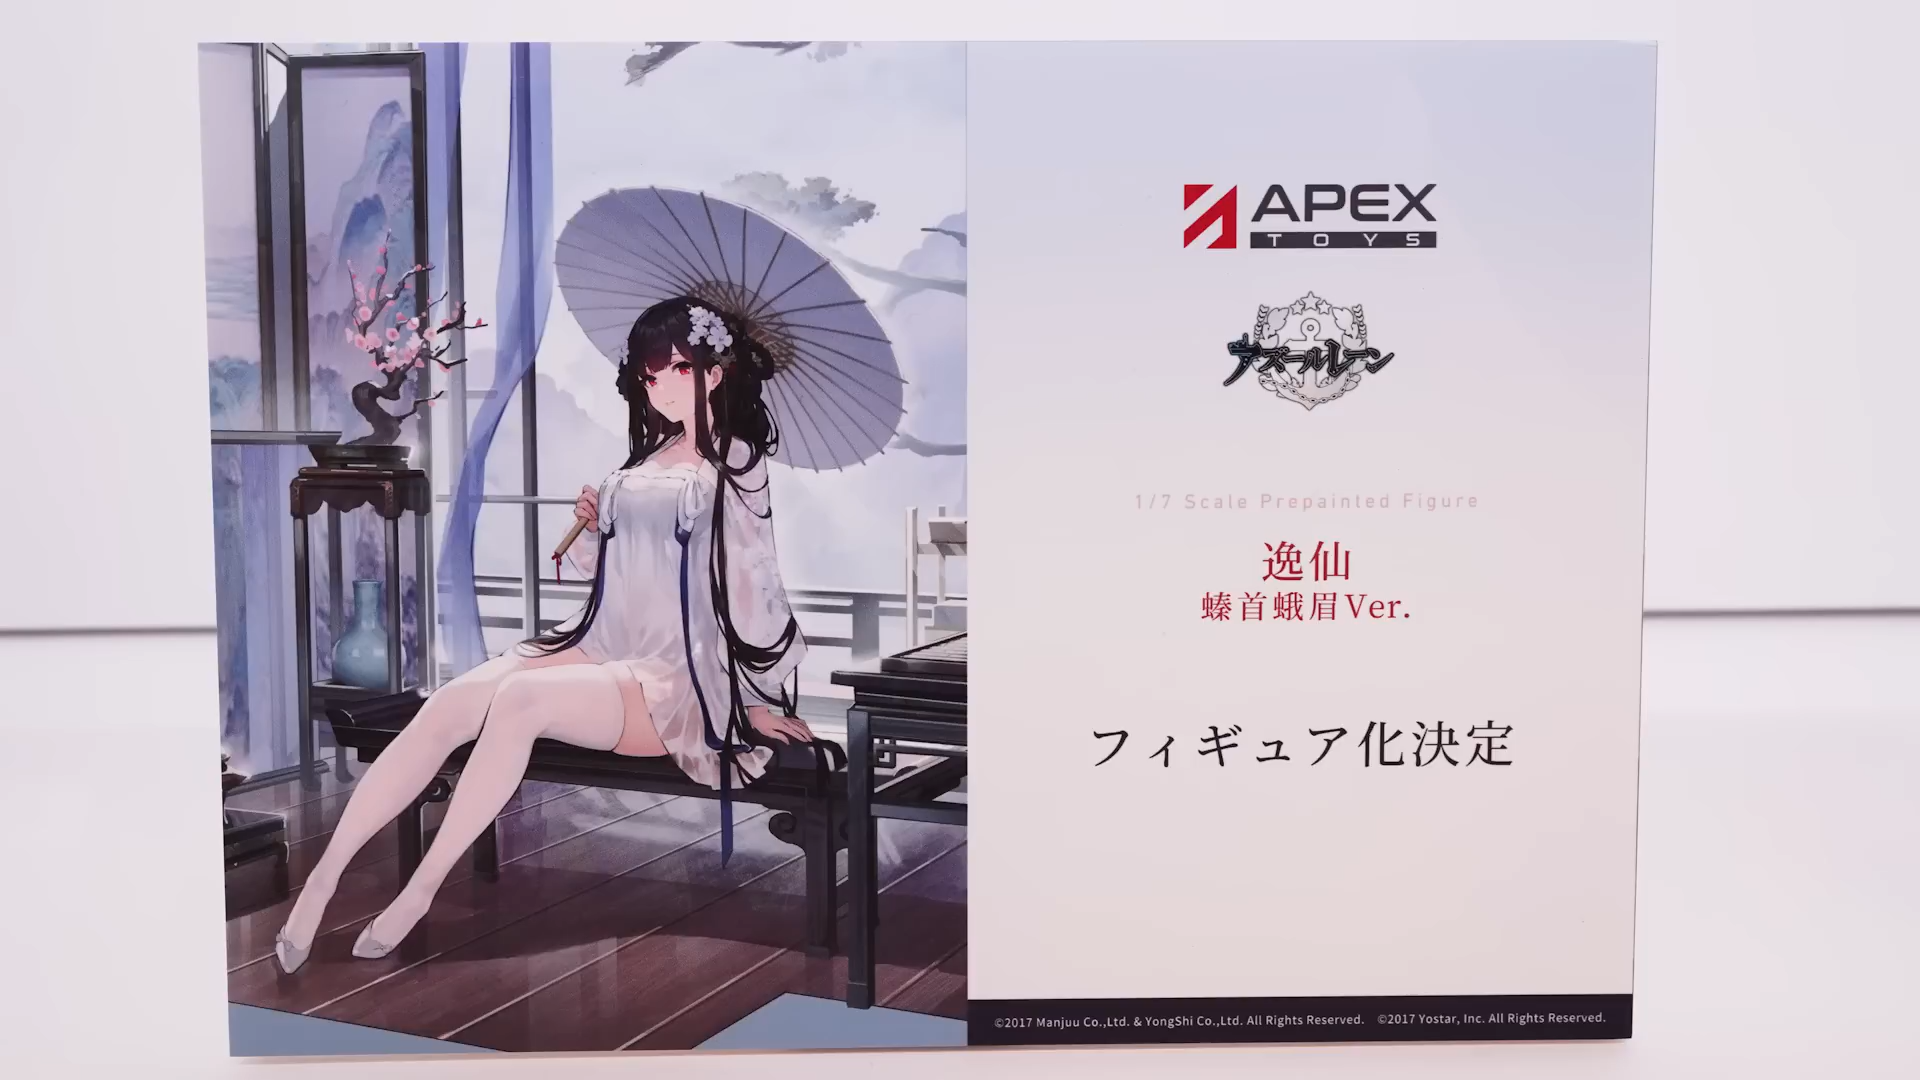 APEX
TOYS
アズールレーン
1/7 Scale Prepainted Figure
逸仙
螓首蛾眉Ver.
フィギュア化決定
©2017 Manjuu Co.,Ltd. & YongShi Co.,Ltd. All Rights Reserved. ©2017 Yostar, Inc. All Rights Reserved.